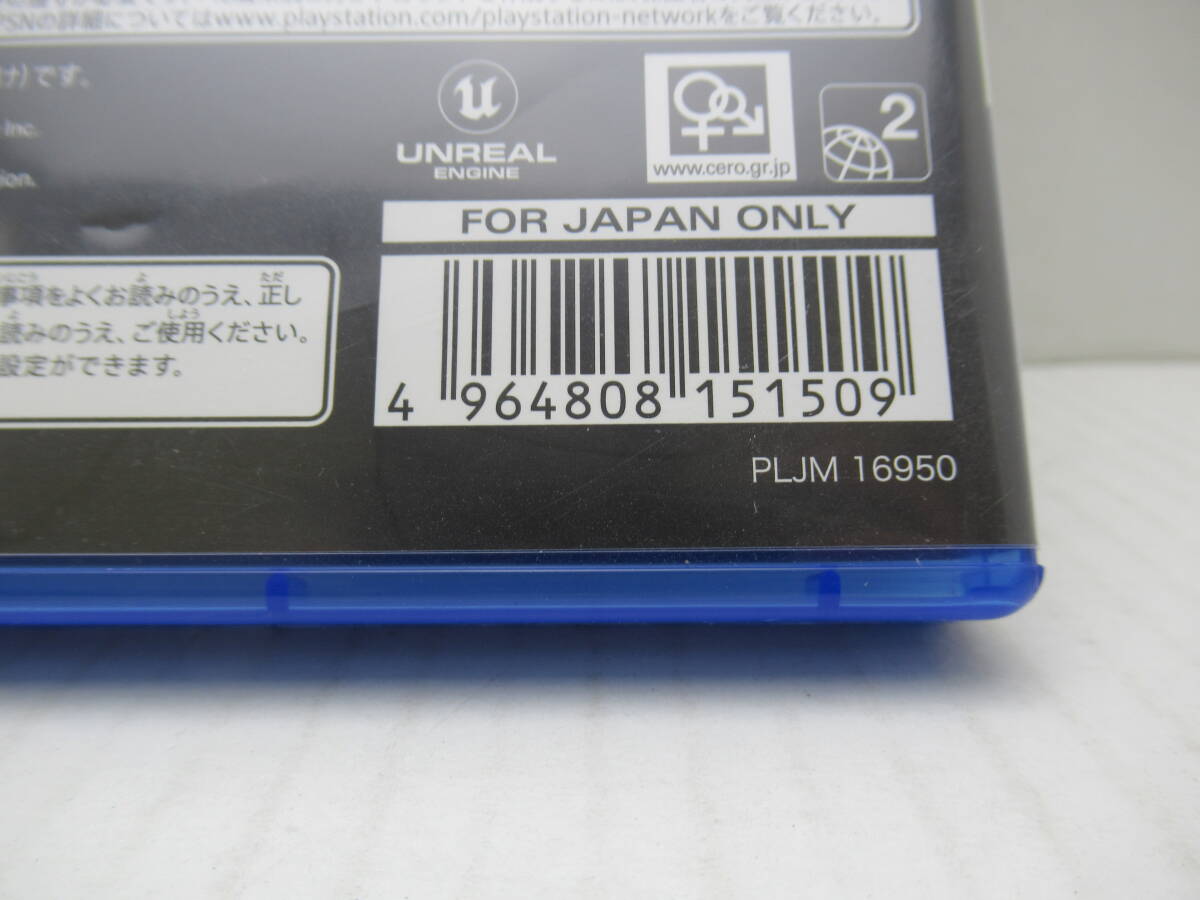 PSNの詳細についてはwww.playstation.com/playstation-networkをご覧ください。
け)です。
Inc.
UNREAL
ENGINE
www.cero.gr.jp
2
FOR JAPAN ONLY
事項をよくお読みのうえ、正し
読みのうえ、ご使用ください。
設定ができます。
4 964808 151509
PLJM 16950